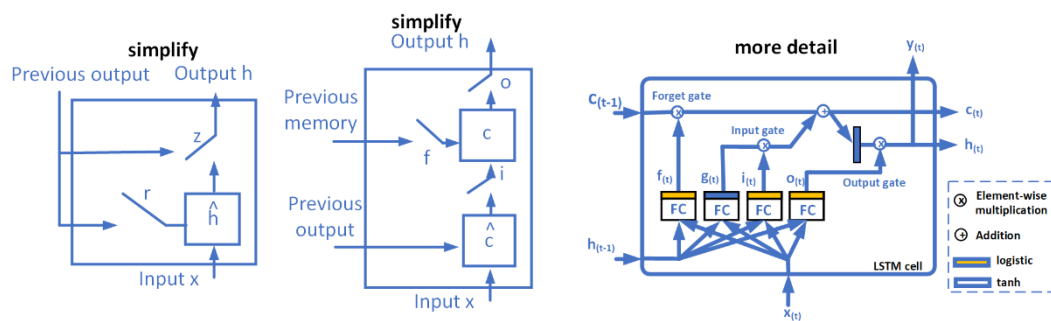 simplify
Previous output
Output h
z
r
ĥ
Input x
simplify
Output h
o
Previous
memory
c
f
i
Previous
output
ĉ
Input x
more detail
y(t)
C(t-1)
Forget gate
c(t)
Input gate
h(t)
f(t)
g(t)
i(t)
o(t)
Output gate
FC
FC
FC
FC
h(t-1)
LSTM cell
x(t)
x
Element-wise
multiplication
+
Addition
logistic
tanh